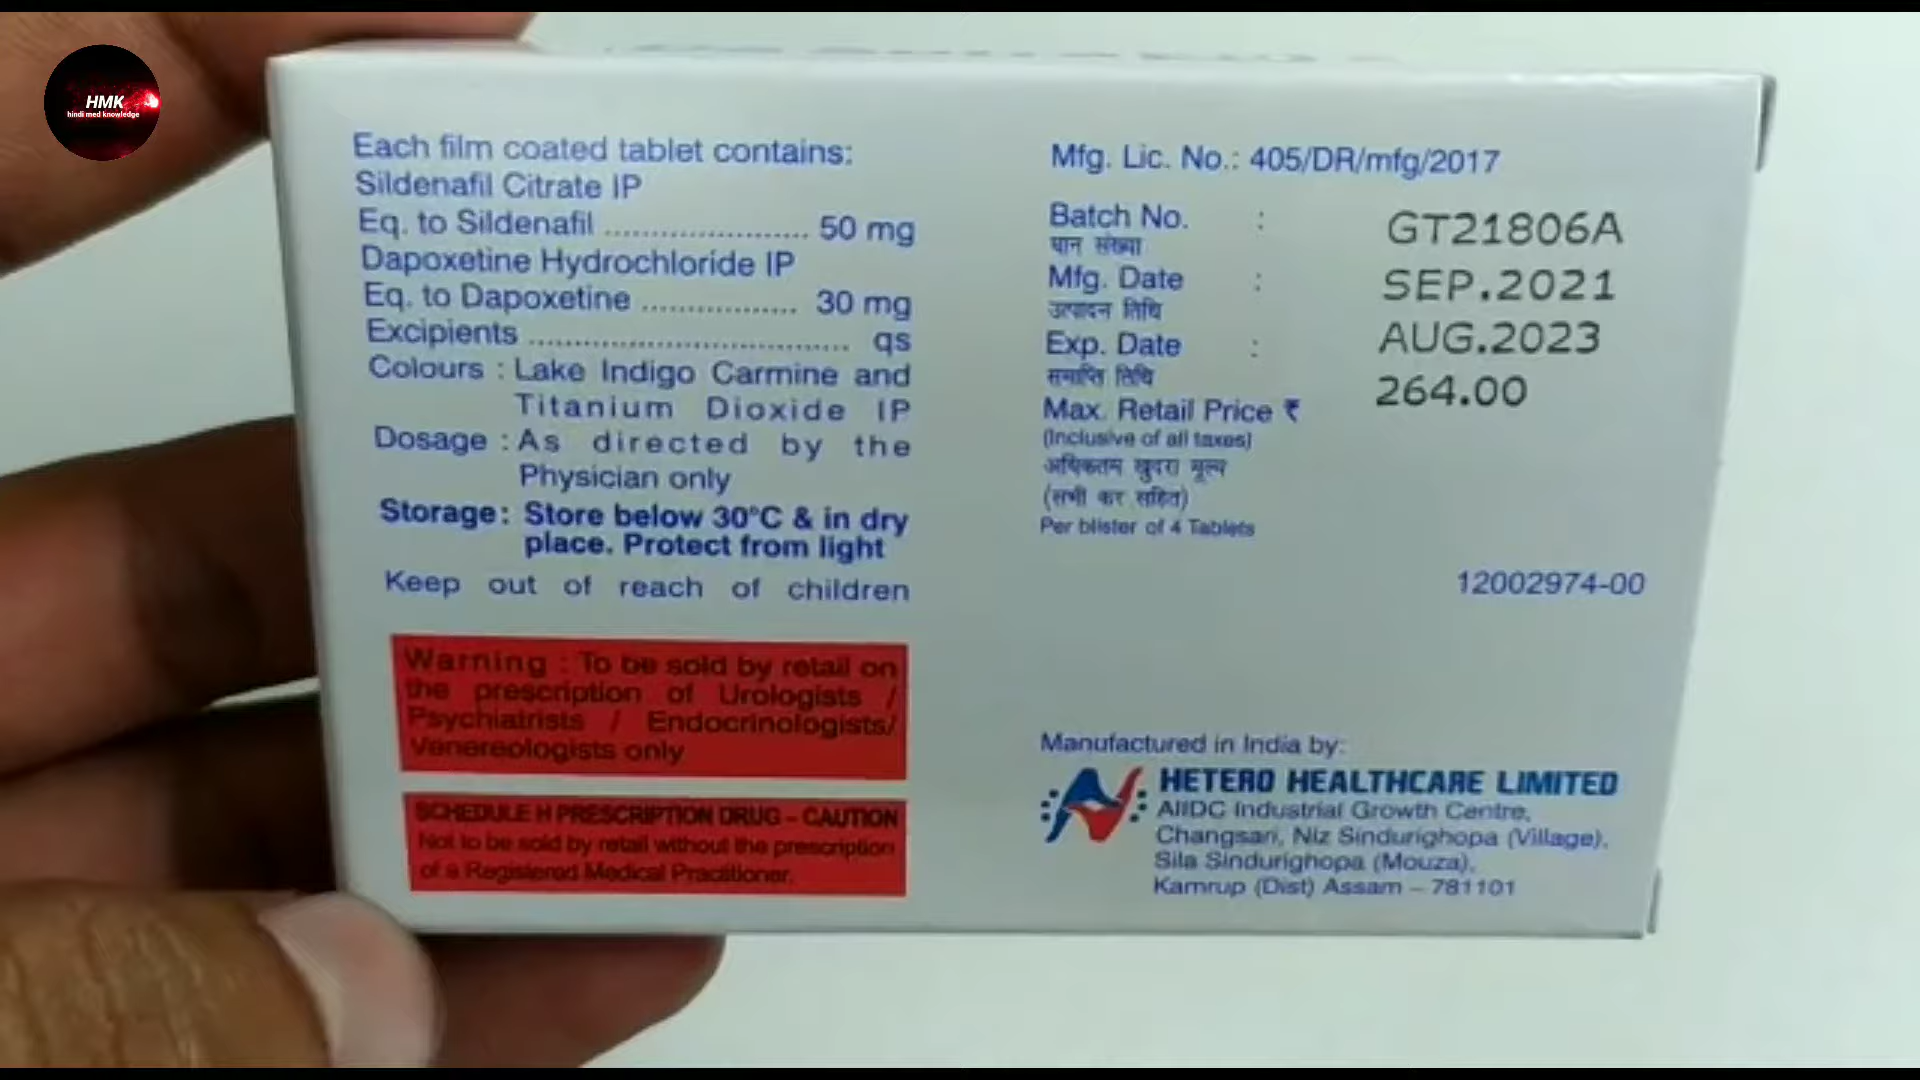 HMK
hindi med knowledge
Each film coated tablet contains:
Sildenafil Citrate IP
Eq. to Sildenafil ..................... 50 mg
Dapoxetine Hydrochloride IP
Eq. to Dapoxetine ................ 30 mg
Excipients ................................. qs
Colours : Lake Indigo Carmine and
Titanium Dioxide IP
Dosage : As directed by the
Physician only
Storage: Store below 30°C & in dry
place. Protect from light
Keep out of reach of children
Warning : To be sold by retail on
the prescription of Urologists /
Psychiatrists / Endocrinologists/
Venereologists only
SCHEDULE H PRESCRIPTION DRUG – CAUTION
Not to be sold by retail without the prescription
of a Registered Medical Practitioner.
Mfg. Lic. No.: 405/DR/mfg/2017
Batch No. : GT21806A
घान संख्या
Mfg. Date : SEP.2021
उत्पादन तिथि
Exp. Date : AUG.2023
समाप्ति तिथि
Max. Retail Price ₹ 264.00
(Inclusive of all taxes)
अधिकतम खुदरा मूल्य
(सभी कर सहित)
Per blister of 4 Tablets
12002974-00
Manufactured in India by:
HETERO HEALTHCARE LIMITED
AIIDC Industrial Growth Centre,
Changsari, Niz Sindurighopa (Village),
Sila Sindurighopa (Mouza),
Kamrup (Dist) Assam – 781101